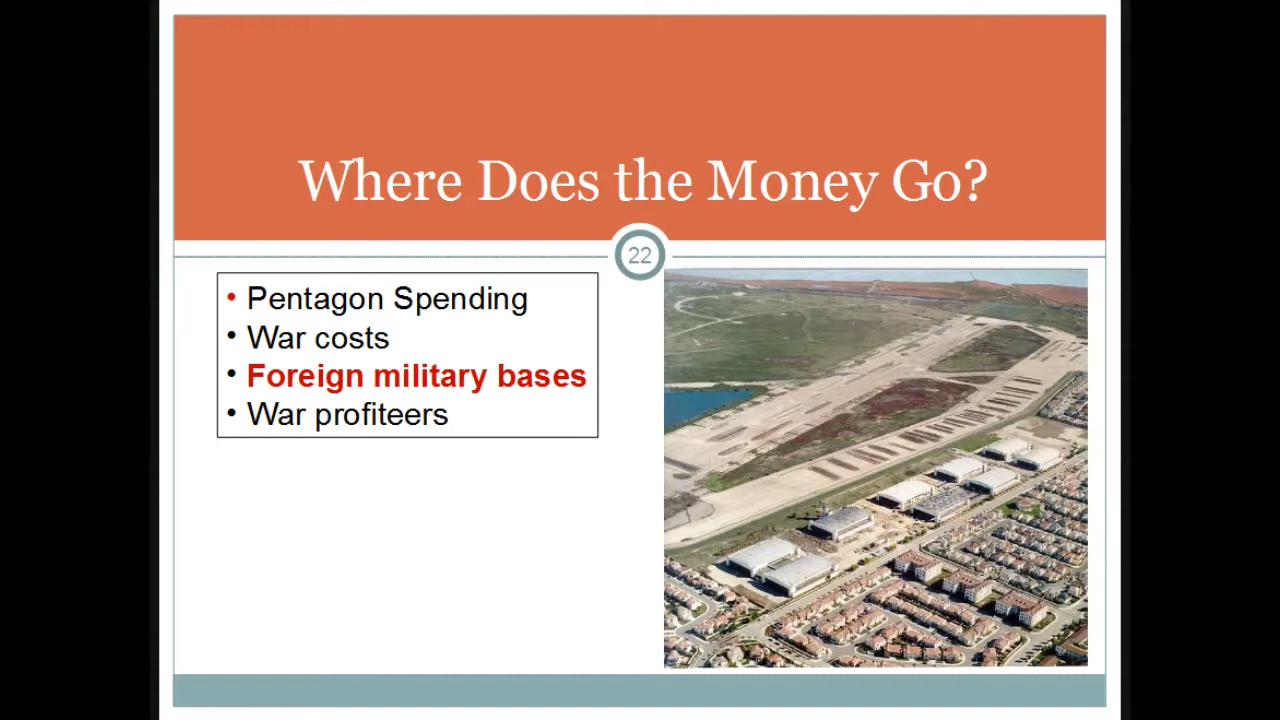 Where Does the Money Go?
22
• Pentagon Spending
• War costs
• Foreign military bases
• War profiteers